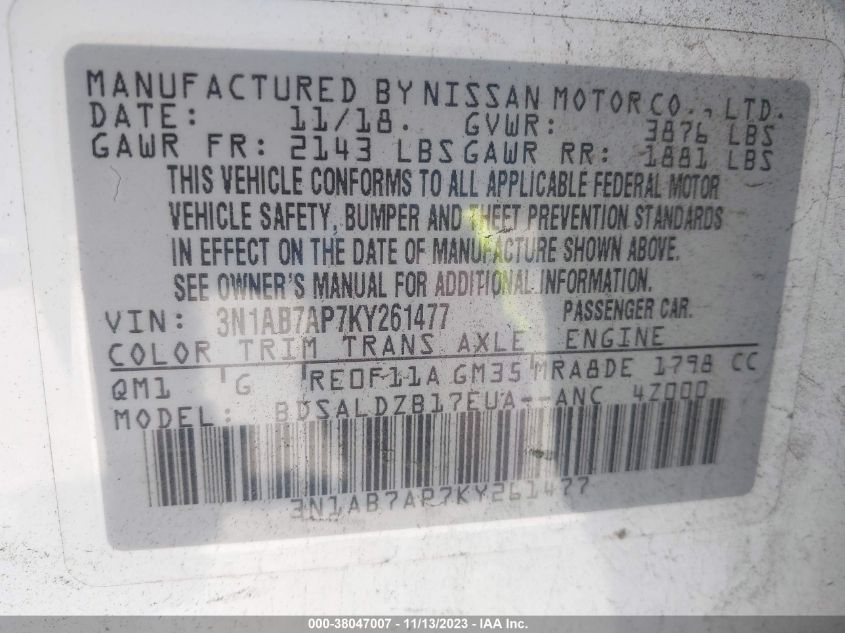 MANUFACTURED BY NISSAN MOTOR CO., LTD.
DATE: 11/18. GVWR: 3876 LBS
GAWR FR: 2143 LBS GAWR RR: 1881 LBS
THIS VEHICLE CONFORMS TO ALL APPLICABLE FEDERAL MOTOR
VEHICLE SAFETY, BUMPER AND THEFT PREVENTION STANDARDS
IN EFFECT ON THE DATE OF MANUFACTURE SHOWN ABOVE.
SEE OWNER'S MANUAL FOR ADDITIONAL INFORMATION.
VIN: 3N1AB7AP7KY261477 PASSENGER CAR.
COLOR TRIM TRANS AXLE ENGINE
QM1 G RE0F11A GM35 MRA8DE 1798 CC
MODEL: BDSALDZB17EUA--ANC 4Z000
3N1AB7AP7KY261477
000-38047007 - 11/13/2023 - IAA Inc.